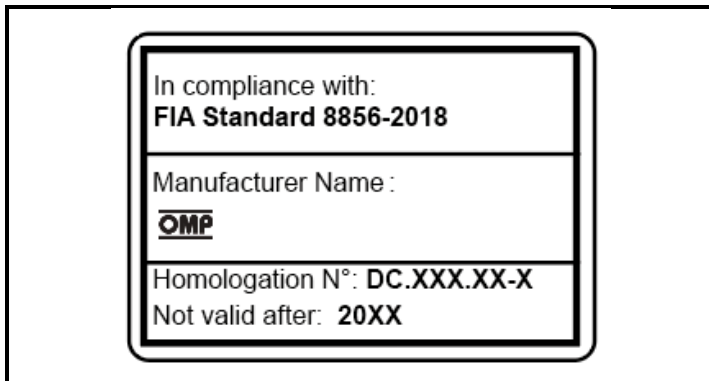 In compliance with:
FIA Standard 8856-2018
Manufacturer Name :
OMP
Homologation N°: DC.XXX.XX-X
Not valid after: 20XX